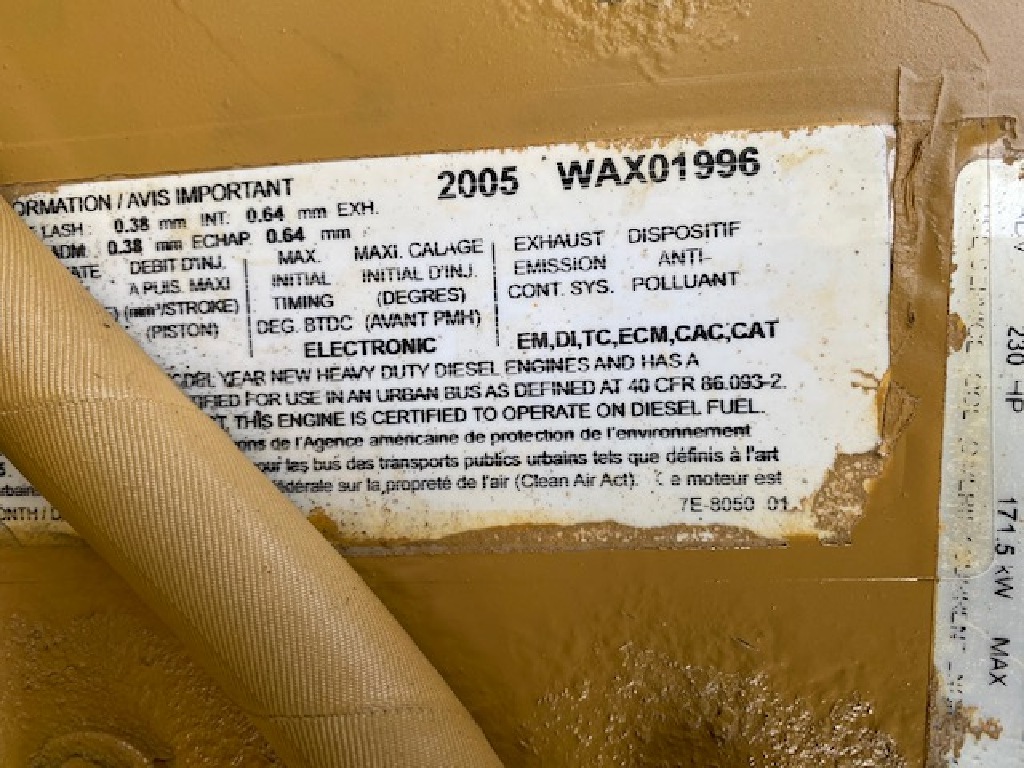 ORMATION / AVIS IMPORTANT 2005 WAX01996
LASH: 0.38 mm INT: 0.64 mm EXH.
ADM 0.38 mm ECHAP. 0.64 mm
DEBIT D'INJ.
A PUIS. MAXI
(mm³/STROKE)
(PISTON)
MAX.
INITIAL
TIMING
DEG. BTDC
MAXI. CALAGE
INITIAL D'INJ.
(DEGRES)
(AVANT PMH)
ELECTRONIC
EXHAUST
EMISSION
CONT. SYS.
DISPOSITIF
ANTI-
POLLUANT
EM,DI,TC,ECM,CAC,CAT
YEAR NEW HEAVY DUTY DIESEL ENGINES AND HAS A
IFIED FOR USE IN AN URBAN BUS AS DEFINED AT 40 CFR 86.093-2.
T, THIS ENGINE IS CERTIFIED TO OPERATE ON DIESEL FUEL.
de l'Agence américaine de protection de l'environnement
les bus des transports publics urbains tels que définis à l'art
dérale sur la propreté de l'air (Clean Air Act). moteur est
7E-8050 01
230 HP 171.5 kW MAX